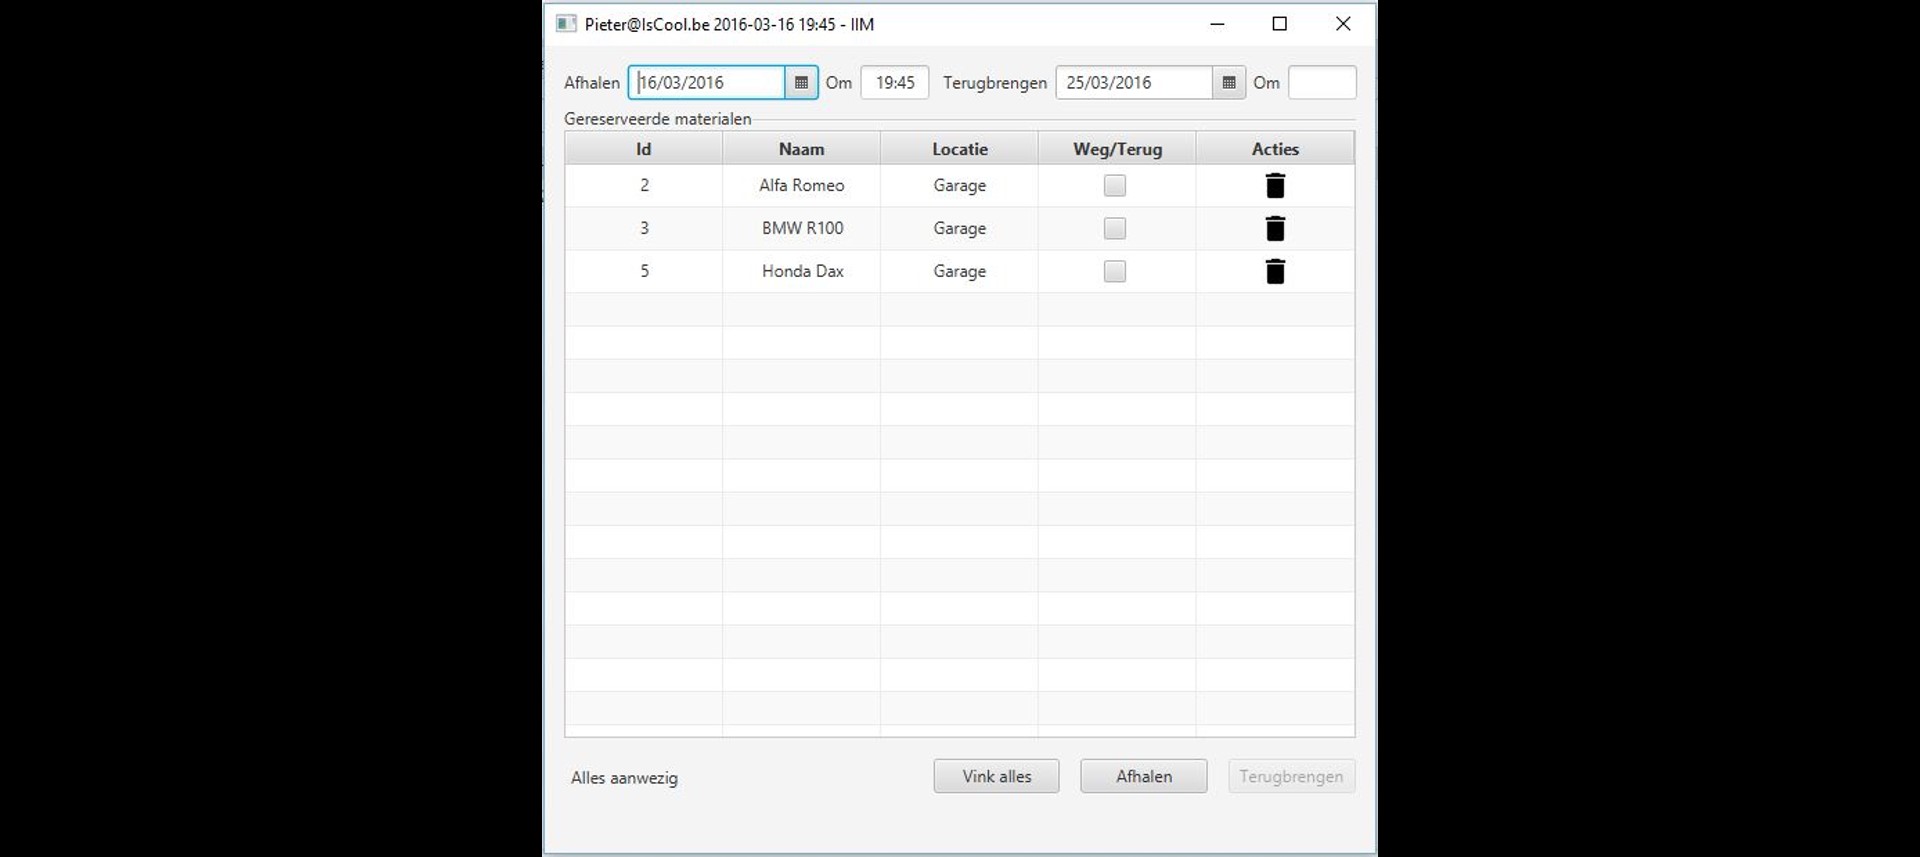 Pieter@IsCool.be 2016-03-16 19:45 - IIM
Afhalen 16/03/2016 Om 19:45 Terugbrengen 25/03/2016 Om
Gereserveerde materialen
Id Naam Locatie Weg/Terug Acties
2 Alfa Romeo Garage
3 BMW R100 Garage
5 Honda Dax Garage
Alles aanwezig Vink alles Afhalen Terugbrengen